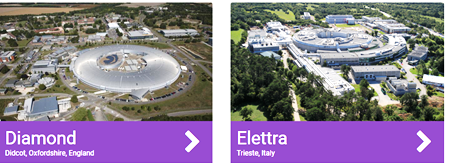 Diamond
Didcot, Oxfordshire, England
Elettra
Trieste, Italy